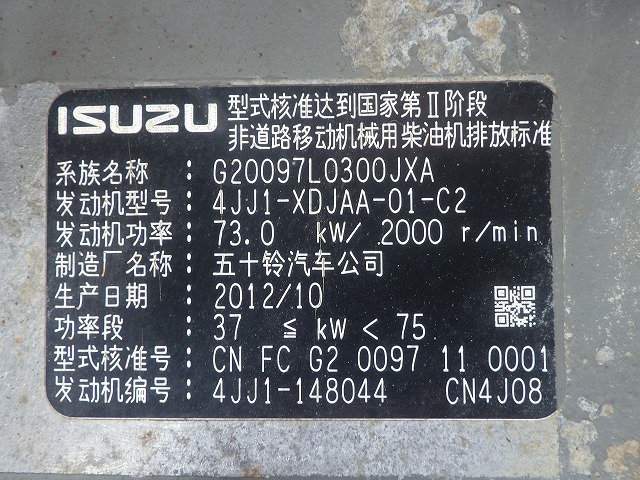 ISUZU 型式核准达到国家第Ⅱ阶段
非道路移动机械用柴油机排放标准
系族名称 : G20097L0300JXA
发动机型号 : 4JJ1-XDJAA-01-C2
发动机功率 : 73.0 kW/ 2000 r/min
制造厂名称 : 五十铃汽车公司
生产日期 : 2012/10
功率段 : 37 ≦ kW < 75
型式核准号 : CN FC G2 0097 11 0001
发动机编号 : 4JJ1-148044 CN4J08